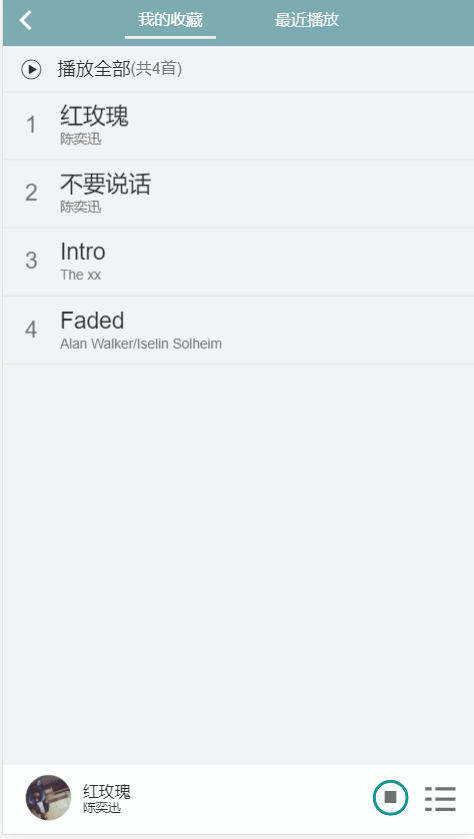 我的收藏 最近播放
播放全部(共4首)
1 红玫瑰
陈奕迅
2 不要说话
陈奕迅
3 Intro
The xx
4 Faded
Alan Walker/Iselin Solheim
红玫瑰
陈奕迅